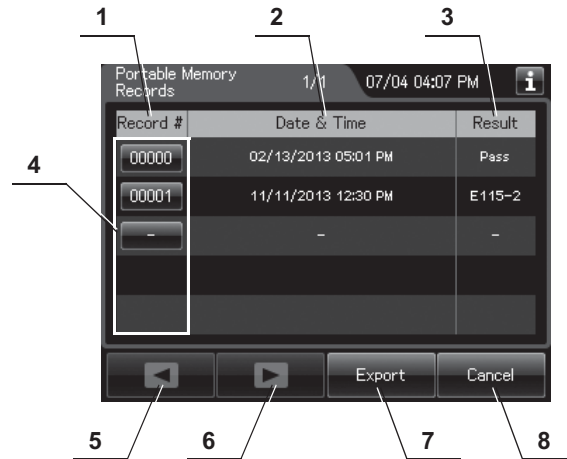 1 2 3
Portable Memory
Records
1/1 07/04 04:07 PM i
Record # Date & Time Result
4
00000 02/13/2013 05:01 PM Pass
00001 11/11/2013 12:30 PM E115-2
- - -
Export Cancel
5 6 7 8